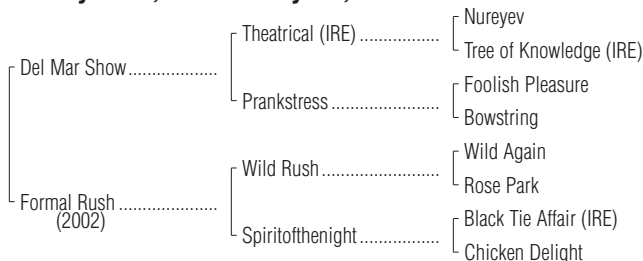 Nureyev
Theatrical (IRE) ..................
Tree of Knowledge (IRE)
Del Mar Show....................
Foolish Pleasure
Prankstress ........................
Bowstring
Wild Again
Wild Rush ..........................
Rose Park
Formal Rush ......................
(2002)
Black Tie Affair (IRE)
Spiritofthenight ..................
Chicken Delight